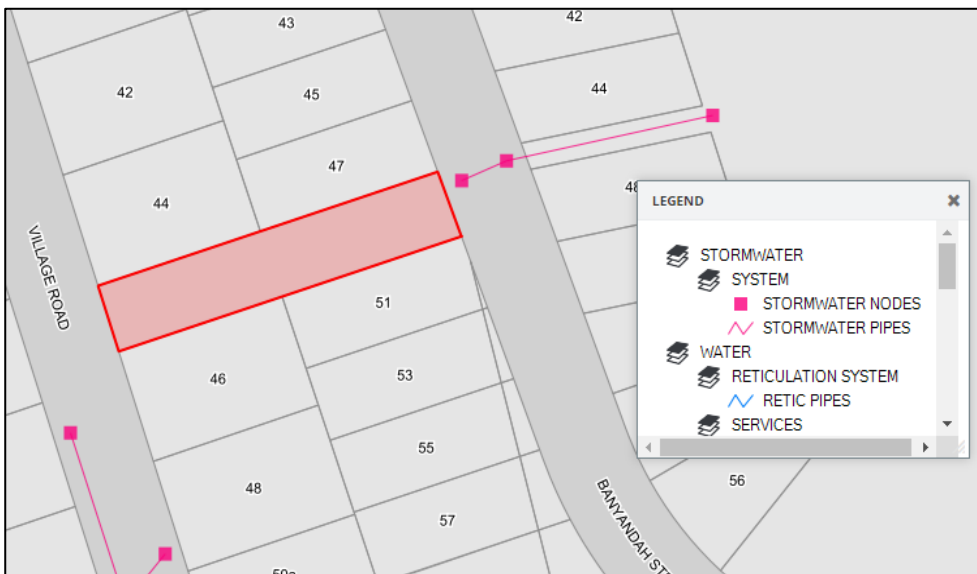 43
42
42
44
45
47
44
48
LEGEND
STORMWATER
SYSTEM
STORMWATER NODES
STORMWATER PIPES
WATER
RETICULATION SYSTEM
RETIC PIPES
SERVICES
VILLAGE ROAD
51
46
53
55
48
56
57
BANYANDAH